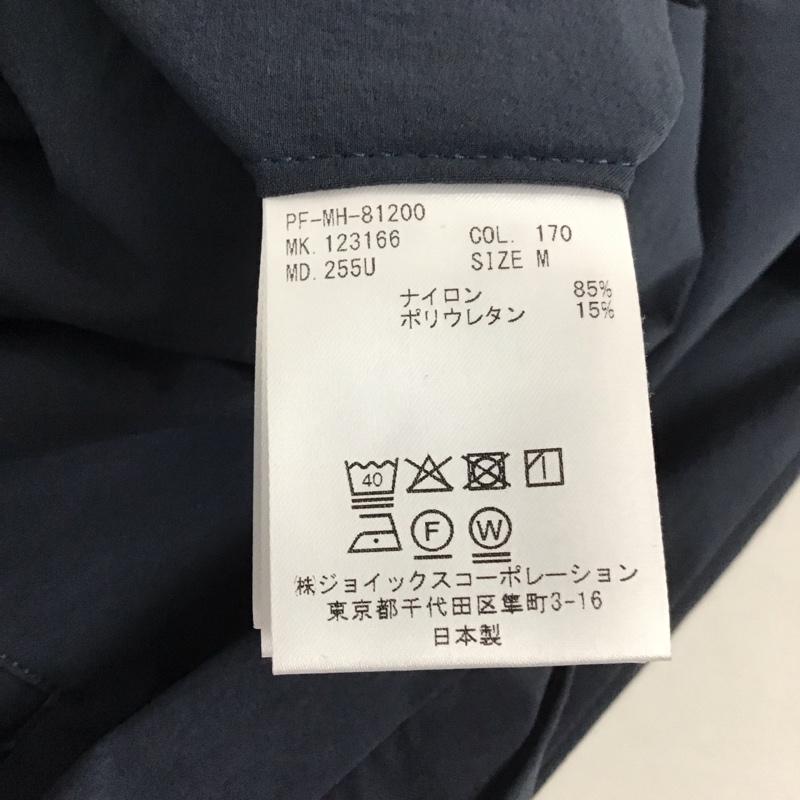 PF-MH-81200
MK. 123166 COL. 170
MD. 255U SIZE M
ナイロン 85%
ポリウレタン 15%
40
F W
㈱ジョイックスコーポレーション
東京都千代田区隼町3-16
日本製